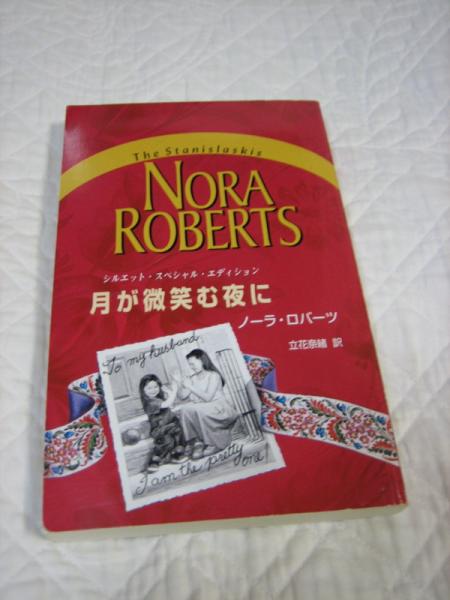 The Stanislaskis
NORA
ROBERTS
シルエット・スペシャル・エディション
月が微笑む夜に
ノーラ・ロバーツ
立花奈緒 訳
To my husband,
I am the pretty
one!